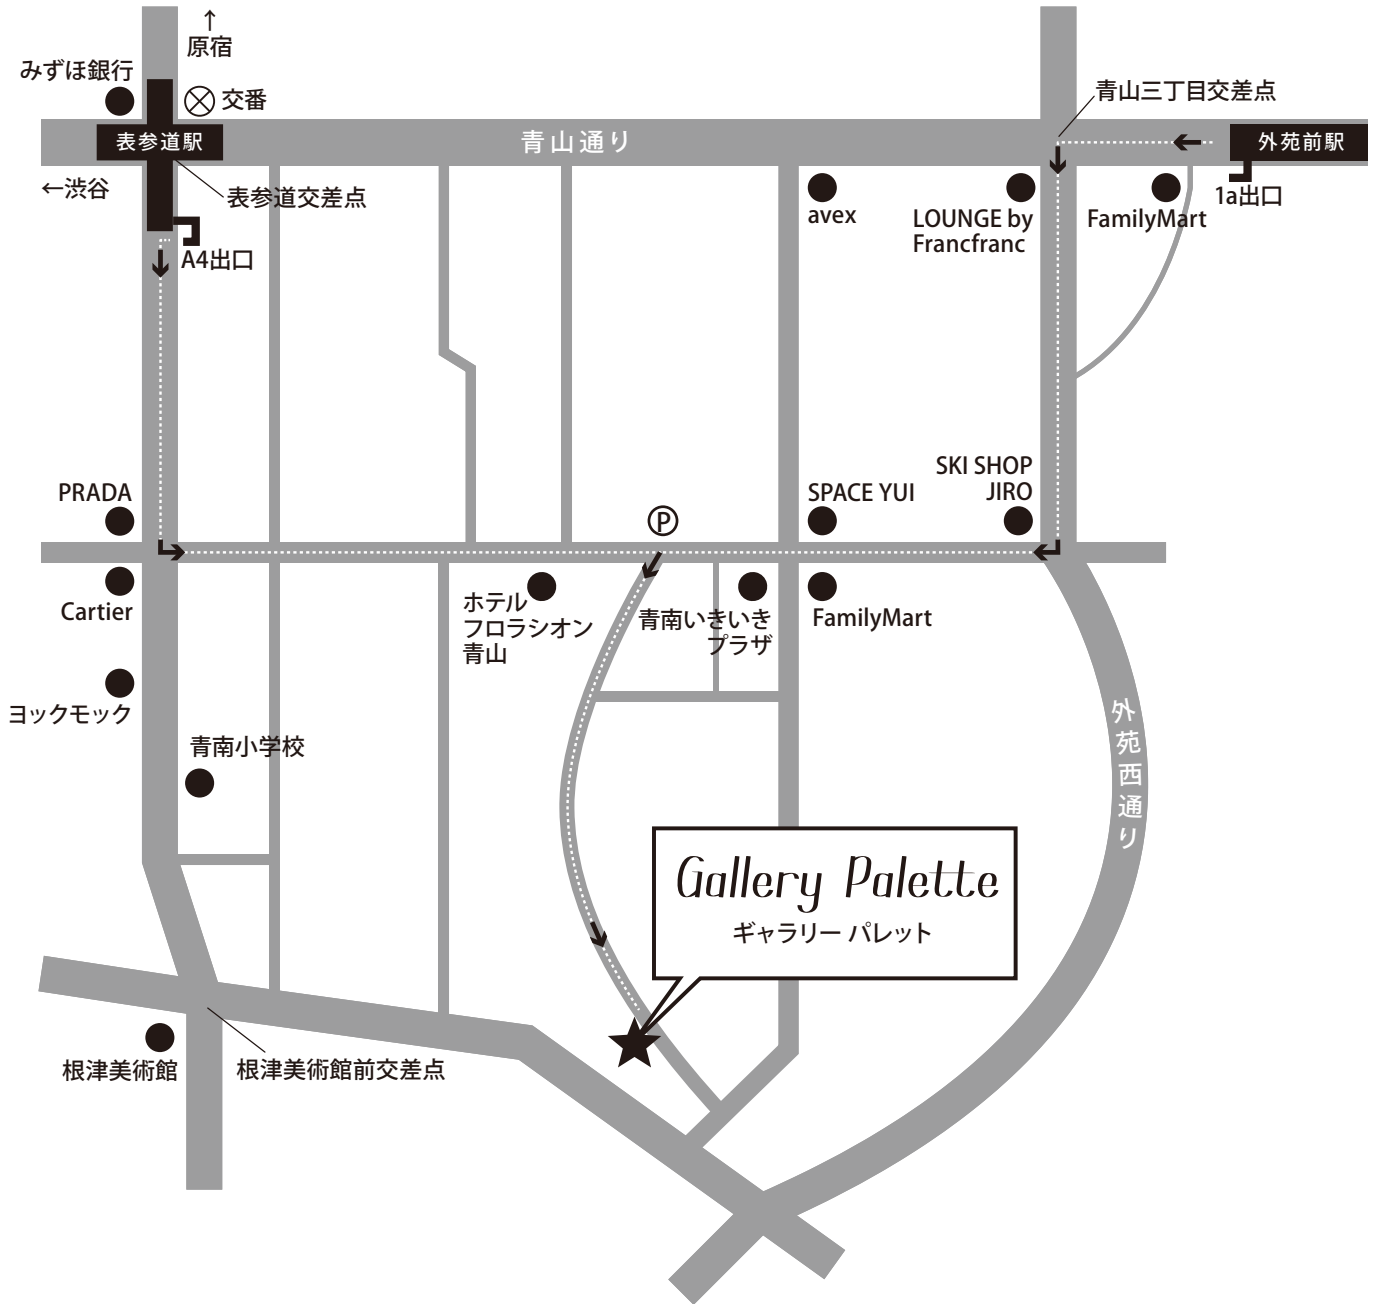 ↑
原宿
みずほ銀行
交番
青山三丁目交差点
表参道駅
青山通り
外苑前駅
←渋谷
表参道交差点
1a出口
avex
LOUNGE by
Francfranc
FamilyMart
A4出口
PRADA
SPACE YUI
SKI SHOP
JIRO
P
Cartier
ホテル
フロラシオン
青山
青南いきいき
プラザ
FamilyMart
ヨックモック
外苑西通り
青南小学校
Gallery Palette
ギャラリー パレット
根津美術館
根津美術館前交差点